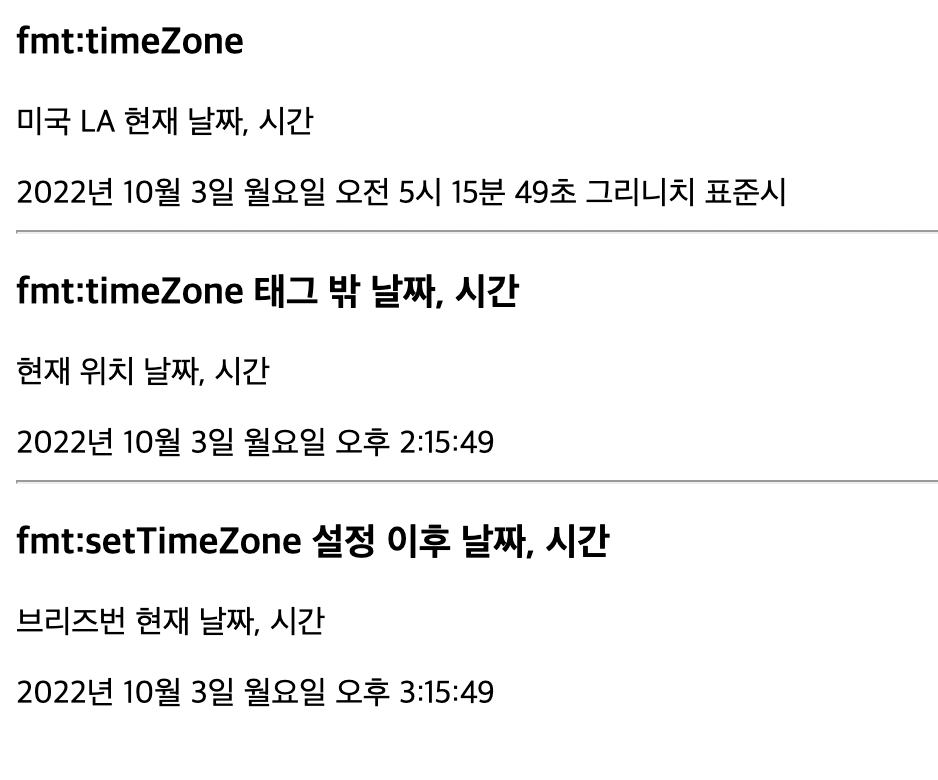 fmt:timeZone
미국 LA 현재 날짜, 시간
2022년 10월 3일 월요일 오전 5시 15분 49초 그리니치 표준시
fmt:timeZone 태그 밖 날짜, 시간
현재 위치 날짜, 시간
2022년 10월 3일 월요일 오후 2:15:49
fmt:setTimeZone 설정 이후 날짜, 시간
브리즈번 현재 날짜, 시간
2022년 10월 3일 월요일 오후 3:15:49